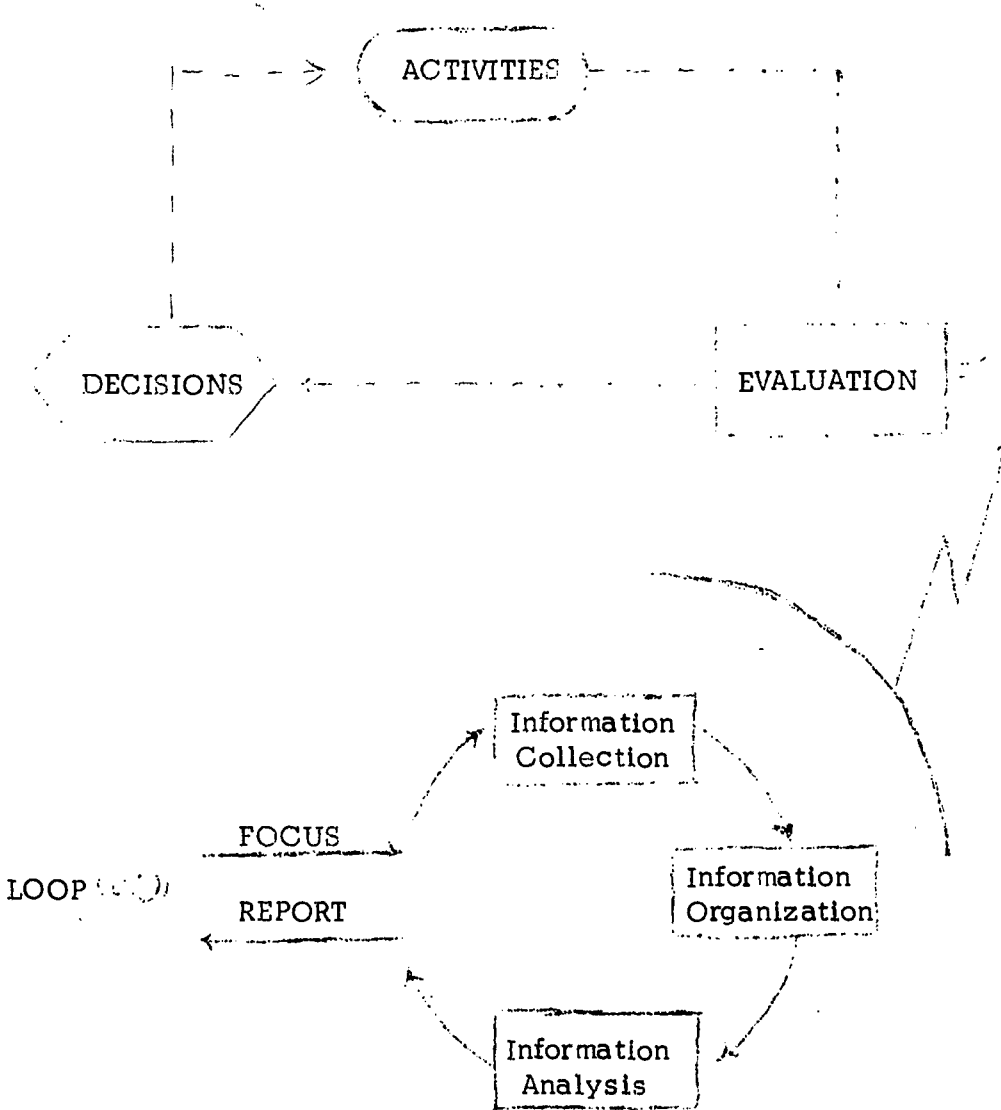 ACTIVITIES
DECISIONS
EVALUATION
Information
Collection
FOCUS
LOOP
REPORT
Information
Organization
Information
Analysis